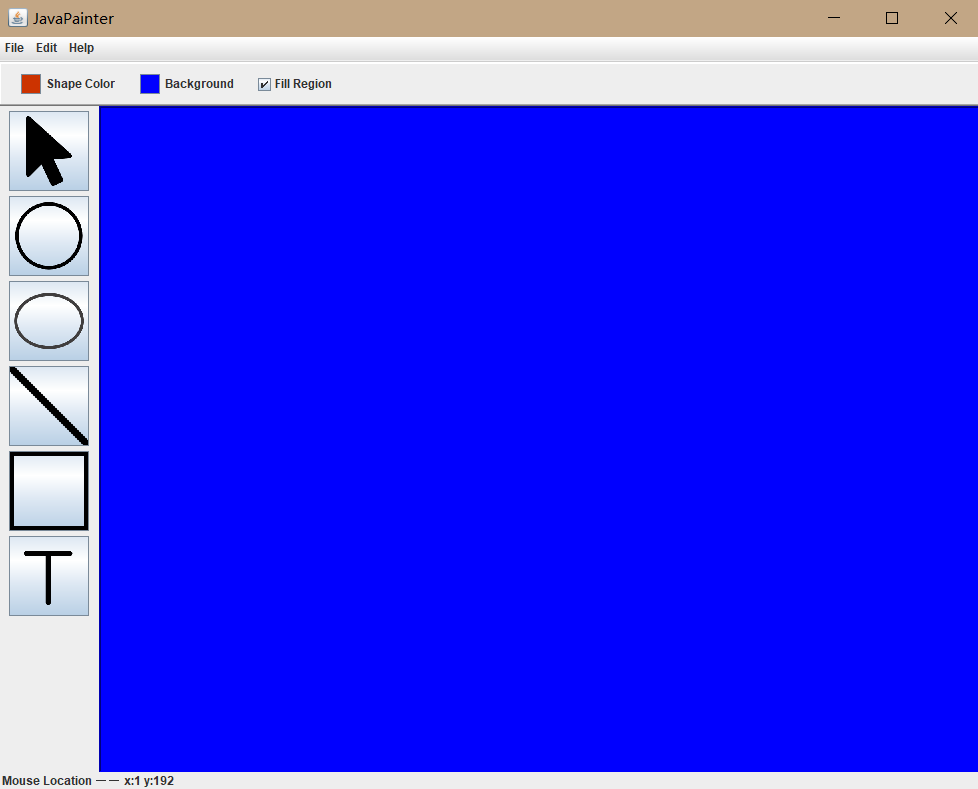 JavaPainter
File Edit Help
Shape Color Background Fill Region
T
Mouse Location —— x:1 y:192